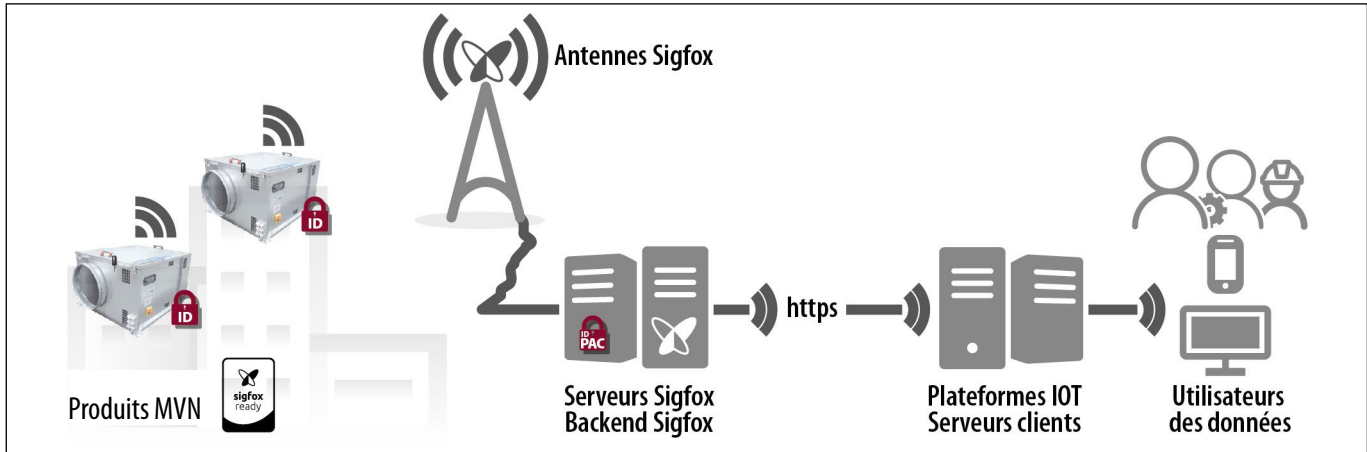 Antennes Sigfox
ID
ID
Produits MVN
sigfox
ready
ID
PAC
https
Serveurs Sigfox
Backend Sigfox
Plateformes IOT
Serveurs clients
Utilisateurs
des données